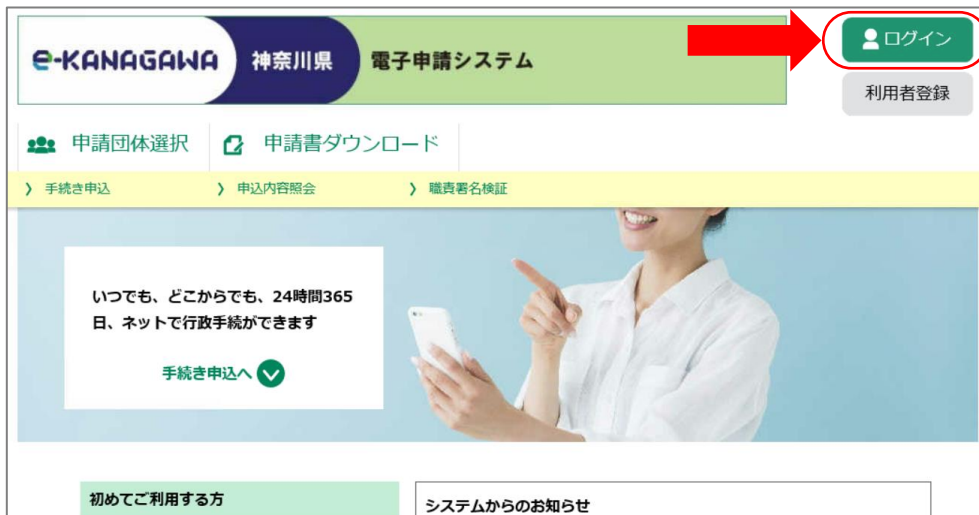 e-KANAGAWA 神奈川県 電子申請システム
ログイン
利用者登録
申請団体選択 申請書ダウンロード
手続き申込 申込内容照会 職責署名検証
いつでも、どこからでも、24時間365
日、ネットで行政手続ができます
手続き申込へ
初めてご利用する方
システムからのお知らせ